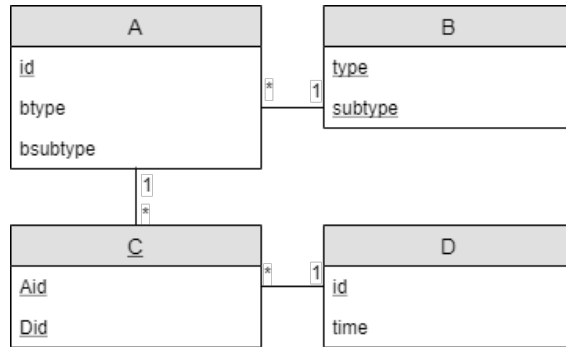 A
id
btype
bsubtype
B
type
subtype
* 1
1
*
C
Aid
Did
* 1
D
id
time